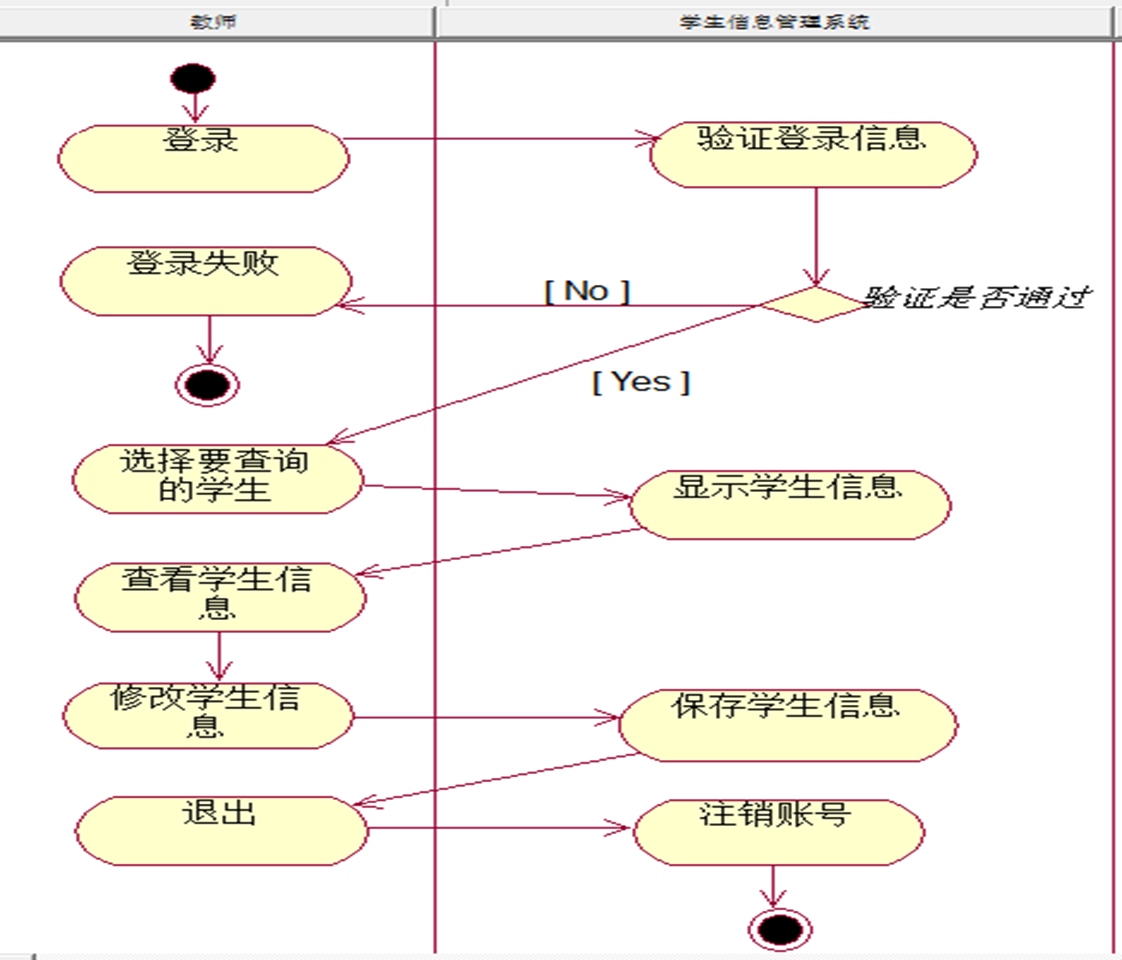 教师
学生信息管理系统
登录
验证登录信息
登录失败
[ No ]
验证是否通过
[ Yes ]
选择要查询
的学生
显示学生信息
查看学生信
息
修改学生信
息
保存学生信息
退出
注销账号